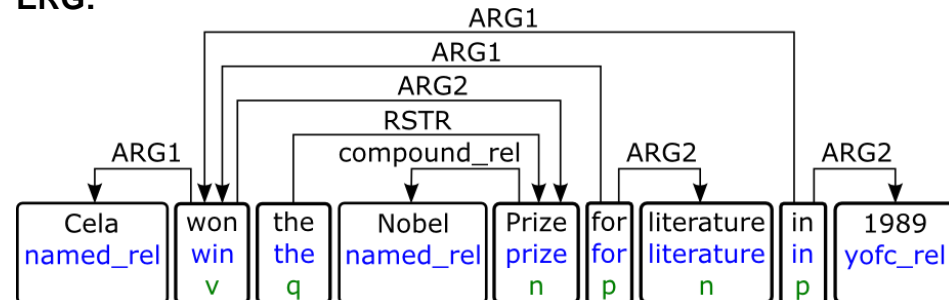 ERG:
ARG1
ARG1
ARG2
RSTR
ARG1 compound_rel ARG2 ARG2
Cela won the Nobel Prize for literature in 1989
named_rel win the named_rel prize for literature in yofc_rel
v q n p n p